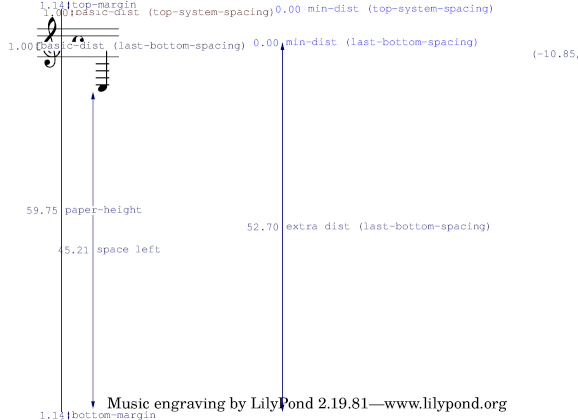 1.14 top-margin
1.00 basic-dist (top-system-spacing) 0.00 min-dist (top-system-spacing)
1.00 basic-dist (last-bottom-spacing) 0.00 min-dist (last-bottom-spacing)
(-10.85,
59.75 paper-height
52.70 extra dist (last-bottom-spacing)
45.21 space left
Music engraving by LilyPond 2.19.81—www.lilypond.org
1.14 bottom-margin